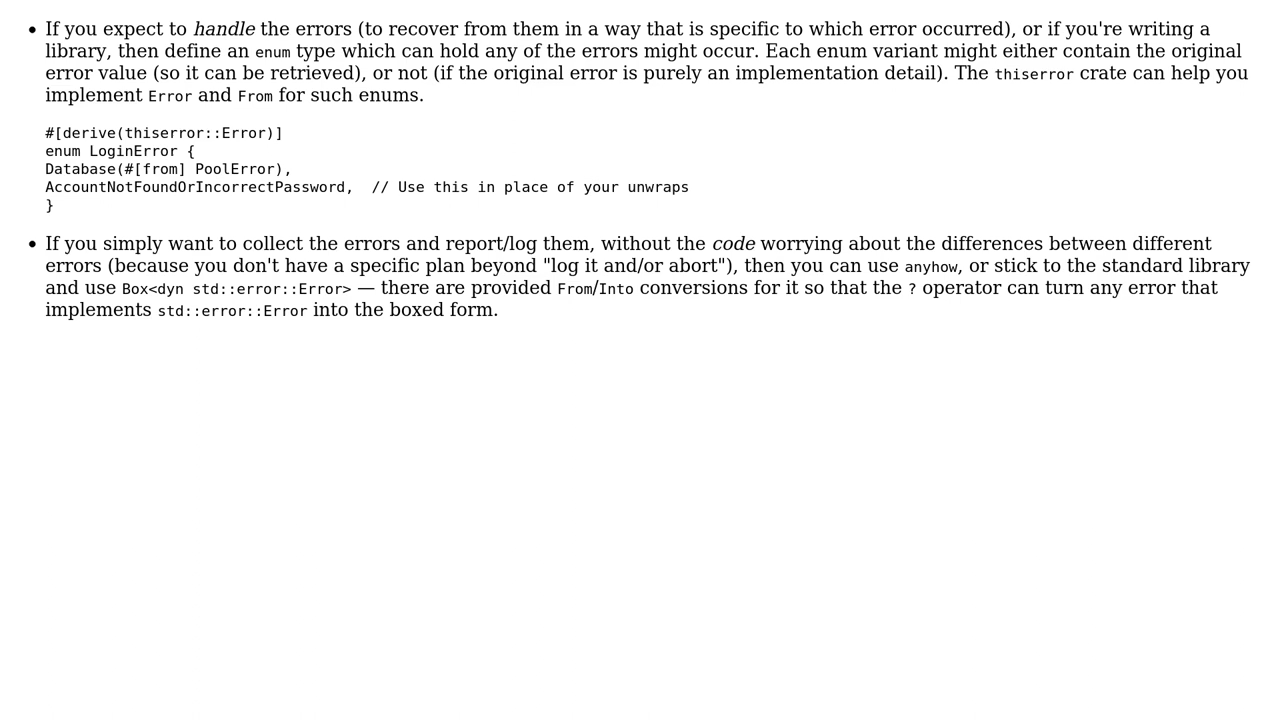 • If you expect to handle the errors (to recover from them in a way that is specific to which error occurred), or if you're writing a
library, then define an enum type which can hold any of the errors might occur. Each enum variant might either contain the original
error value (so it can be retrieved), or not (if the original error is purely an implementation detail). The thiserror crate can help you
implement Error and From for such enums.
#[derive(thiserror::Error)]
enum LoginError {
Database(#[from] PoolError),
AccountNotFoundOrIncorrectPassword,  // Use this in place of your unwraps
}
• If you simply want to collect the errors and report/log them, without the code worrying about the differences between different
errors (because you don't have a specific plan beyond "log it and/or abort"), then you can use anyhow, or stick to the standard library
and use Box<dyn std::error::Error> — there are provided From/Into conversions for it so that the ? operator can turn any error that
implements std::error::Error into the boxed form.